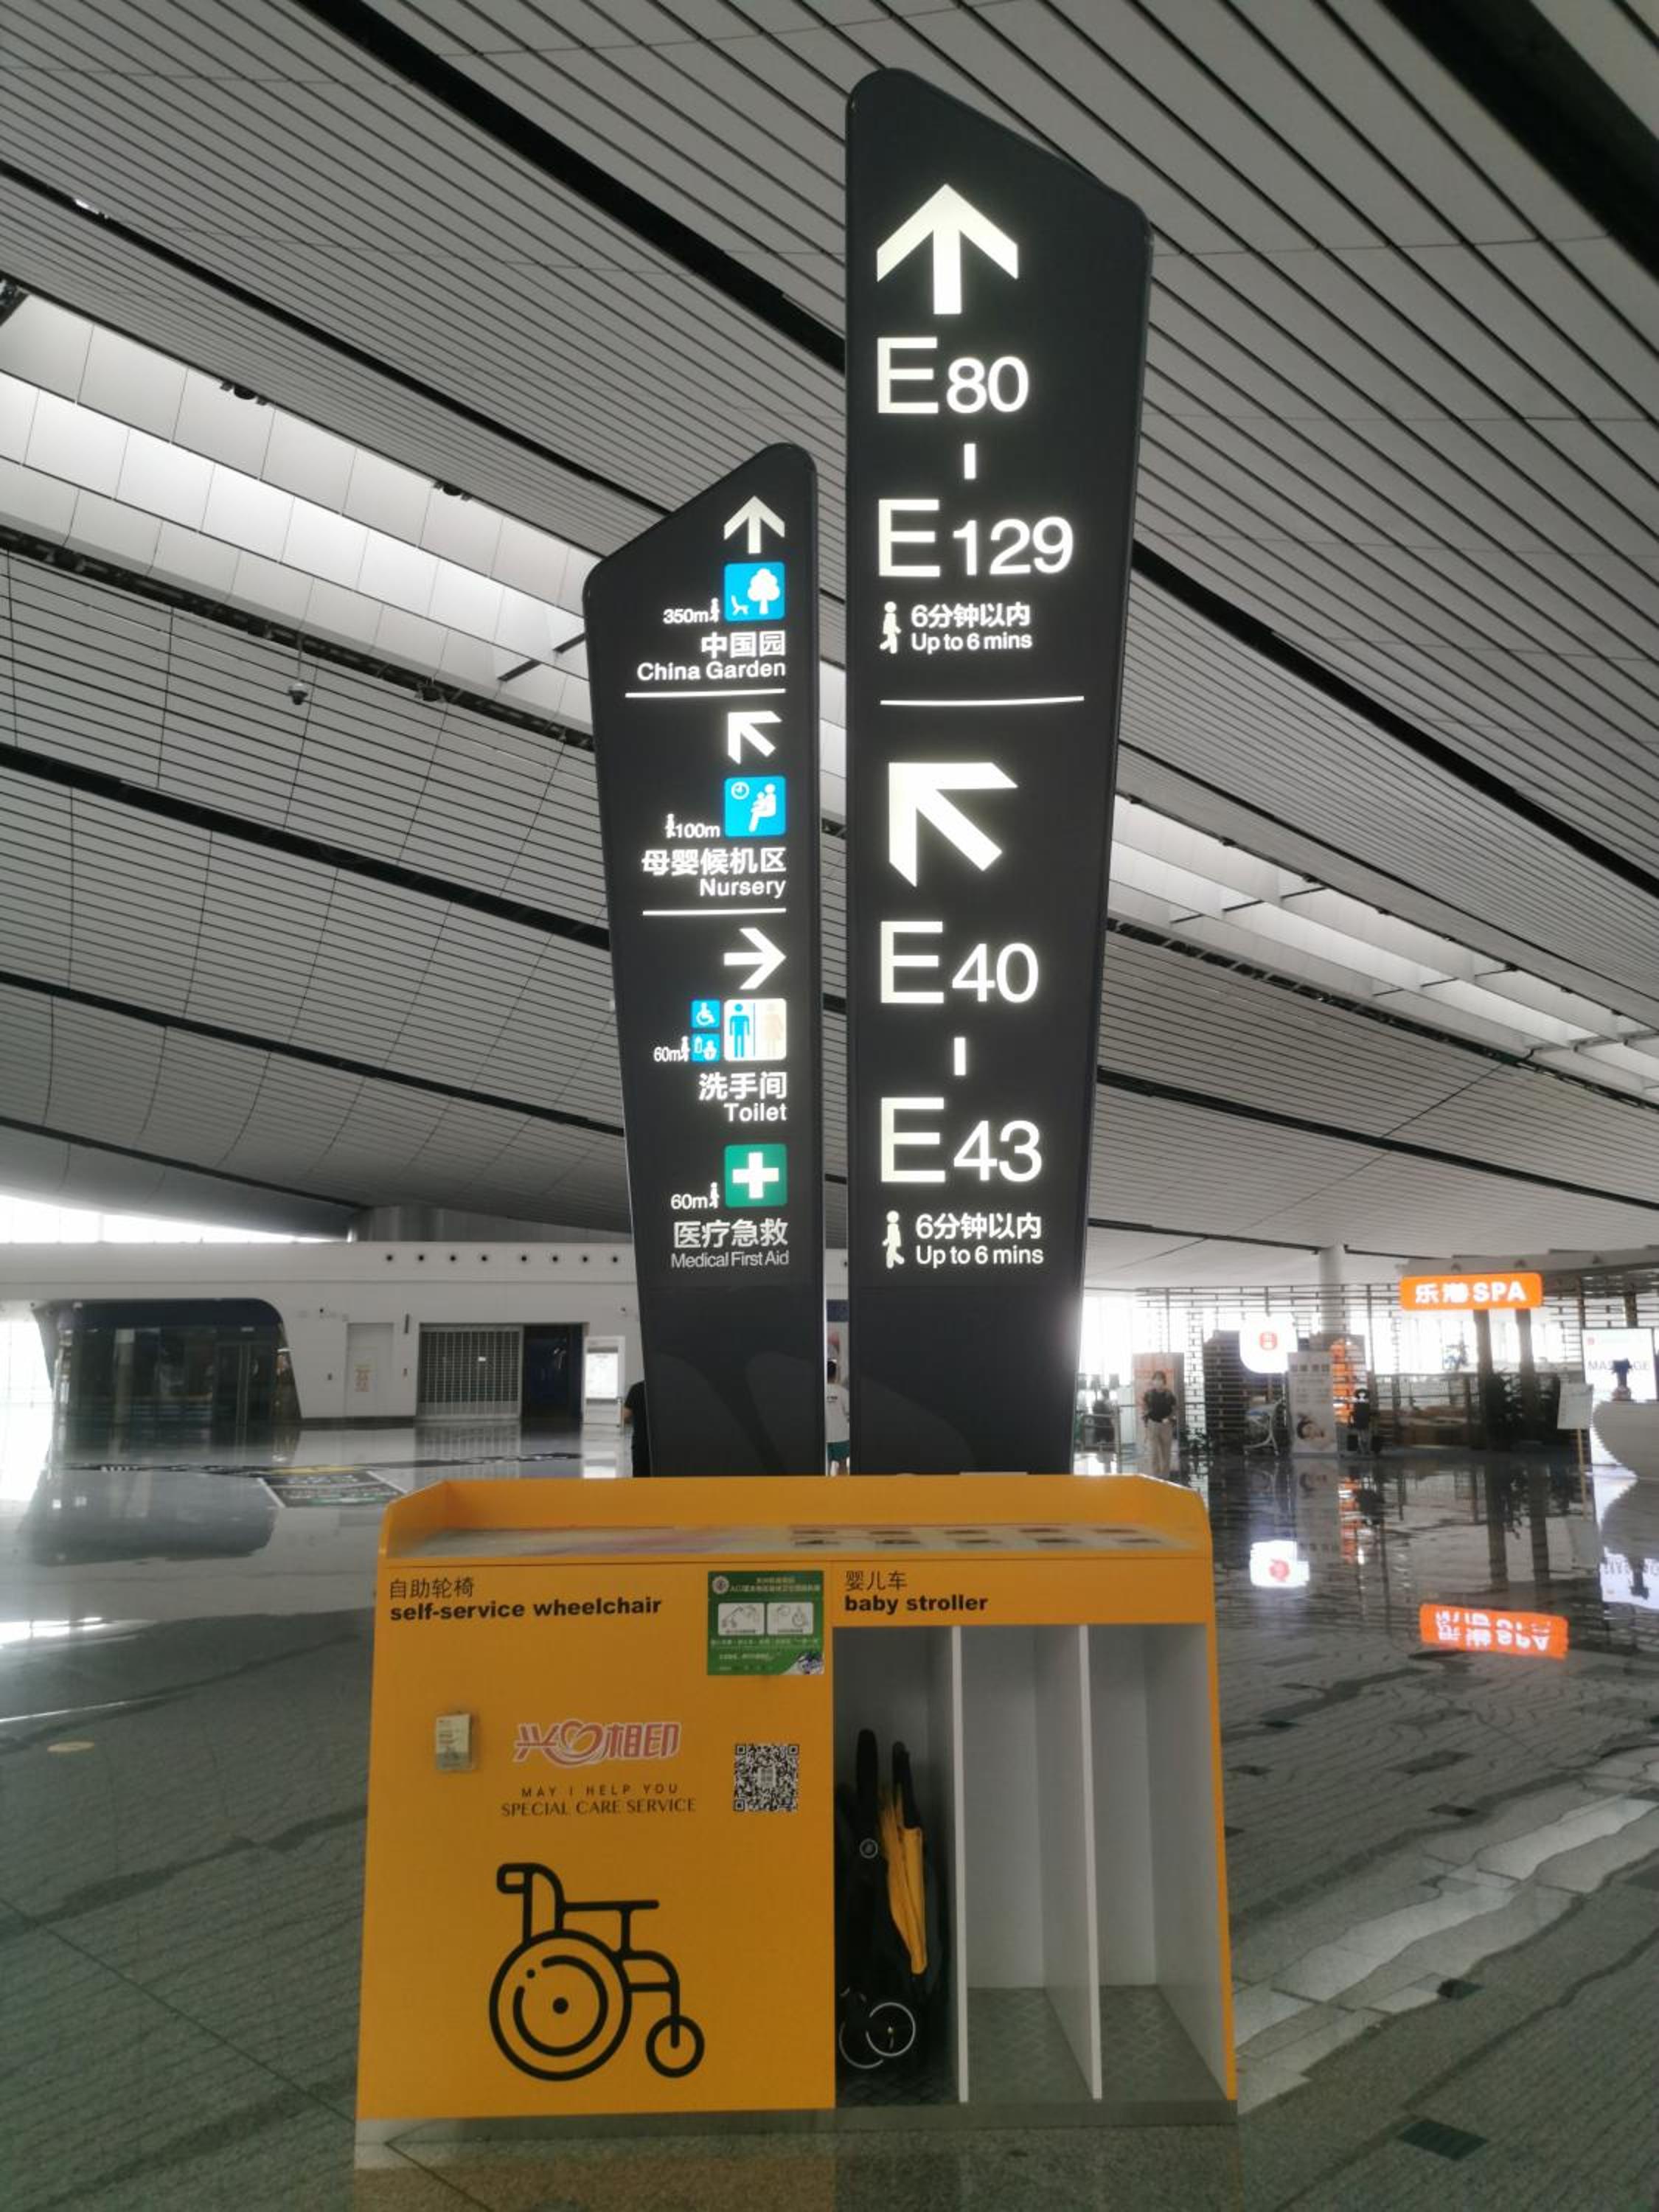 350m
中国园
China Garden
100m
母婴候机区
Nursery
60m
洗手间
Toilet
60m
医疗急救
Medical First Aid
E80
-
E129
6分钟以内
Up to 6 mins
E40
-
E43
6分钟以内
Up to 6 mins
乐港SPA
自助轮椅
self-service wheelchair
婴儿车
baby stroller
兴心相印
MAY I HELP YOU
SPECIAL CARE SERVICE